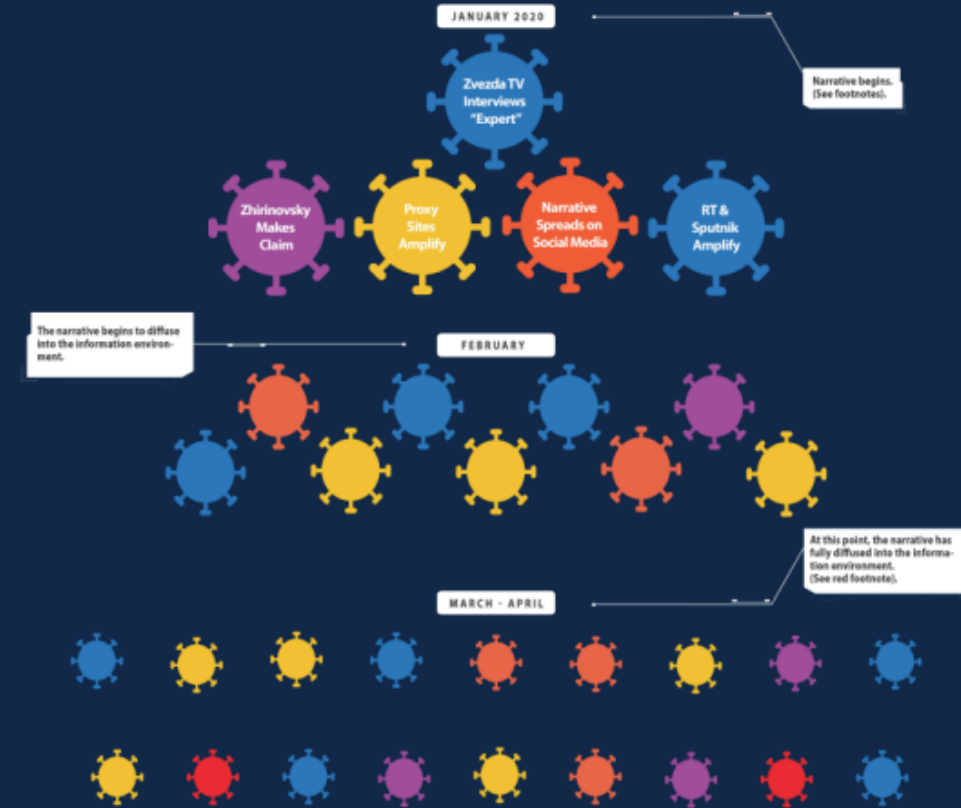 JANUARY 2020
Narrative begins.
(See footnotes).
Zvezda TV
Interviews
“Expert”
Zhirinovsky
Makes
Claim
Proxy
Sites
Amplify
Narrative
Spreads on
Social Media
RT &
Sputnik
Amplify
The narrative begins to diffuse
into the information environ-
ment.
FEBRUARY
At this point, the narrative has
fully diffused into the informa-
tion environment.
(See red footnote).
MARCH - APRIL